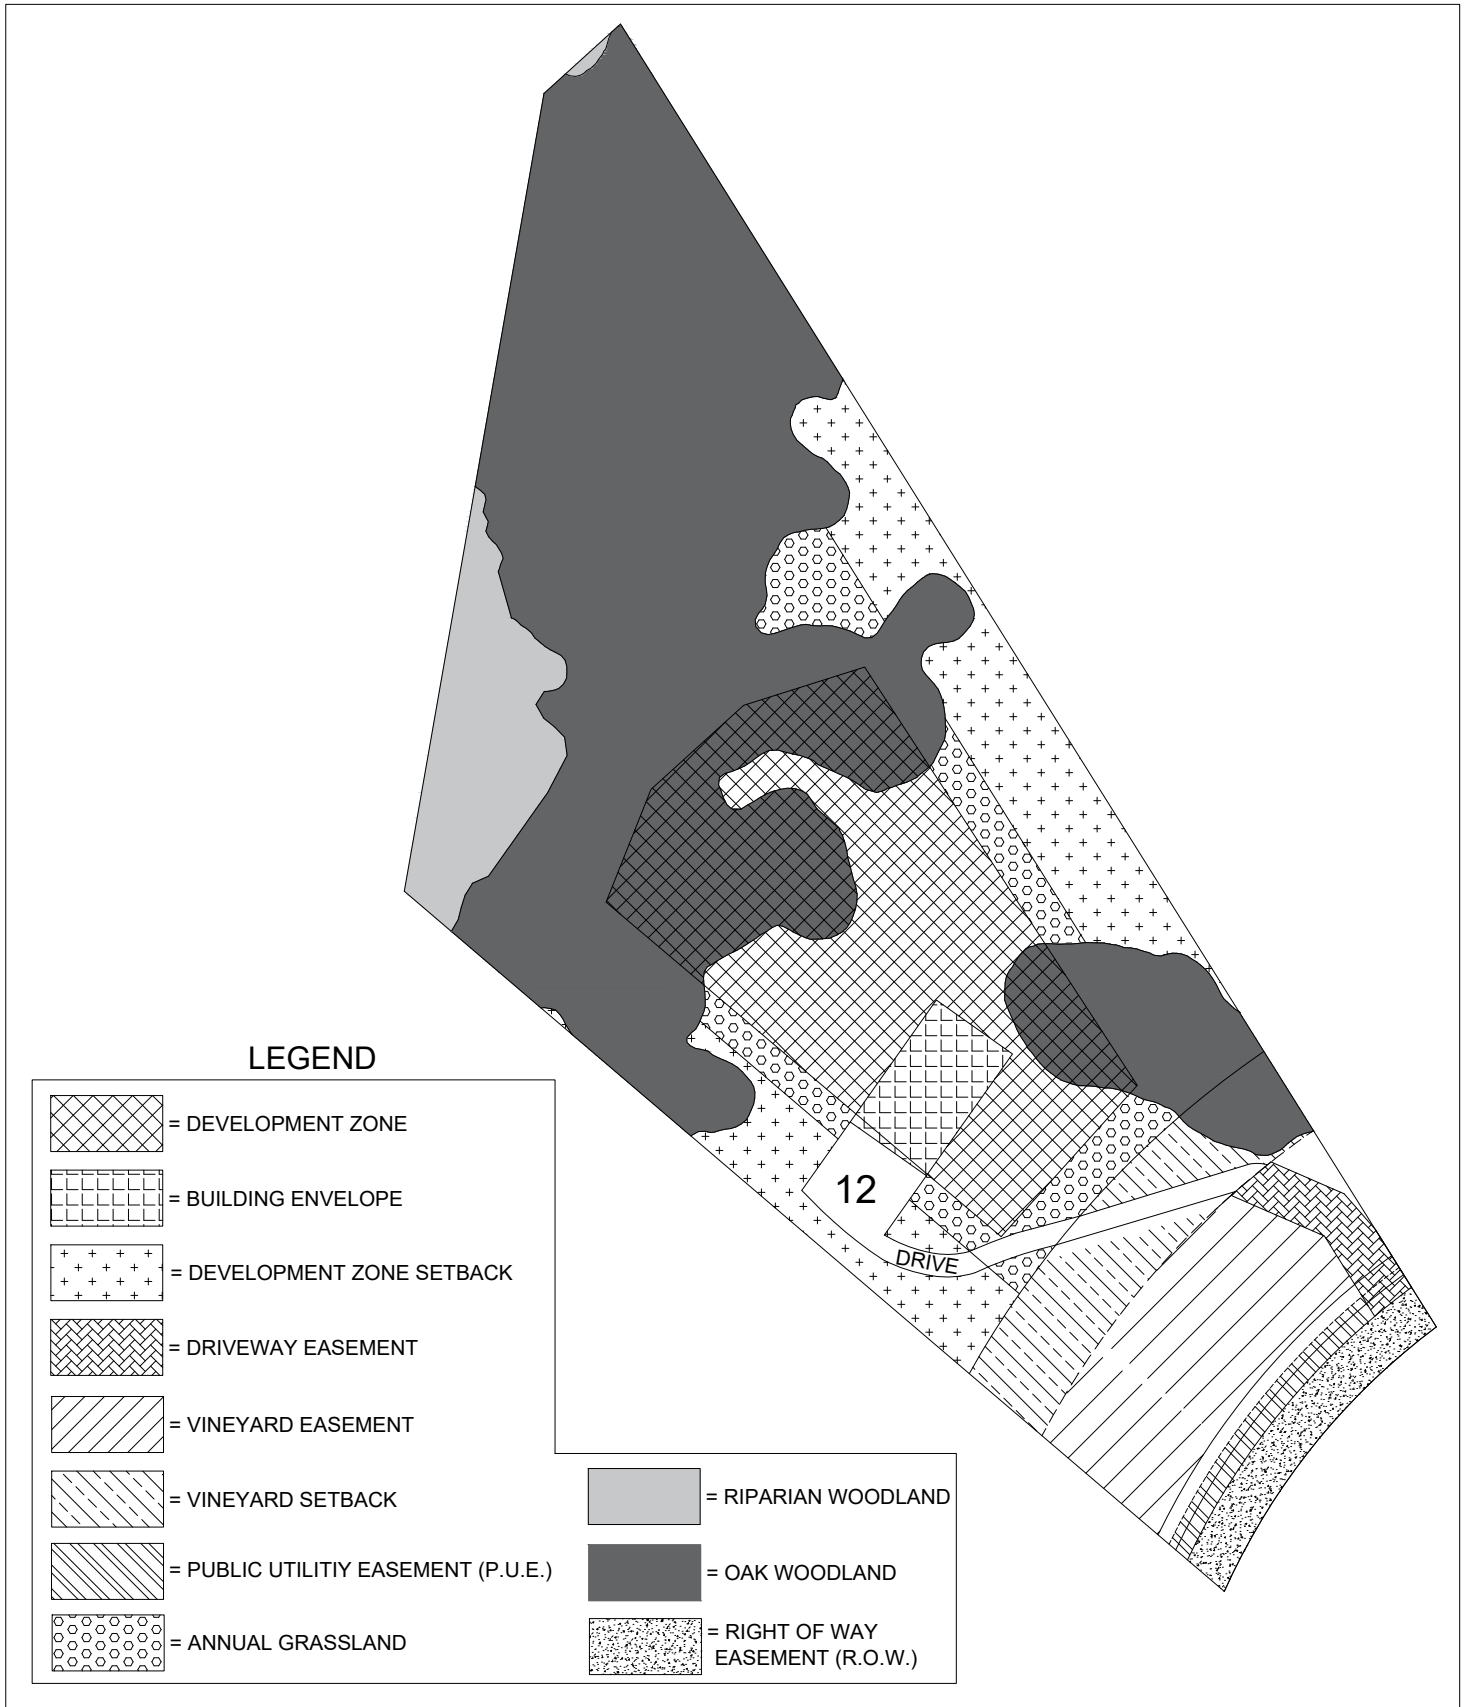 12
DRIVE
LEGEND
= DEVELOPMENT ZONE
= BUILDING ENVELOPE
= DEVELOPMENT ZONE SETBACK
= DRIVEWAY EASEMENT
= VINEYARD EASEMENT
= VINEYARD SETBACK
= PUBLIC UTILITIY EASEMENT (P.U.E.)
= ANNUAL GRASSLAND
= RIPARIAN WOODLAND
= OAK WOODLAND
= RIGHT OF WAY
EASEMENT (R.O.W.)